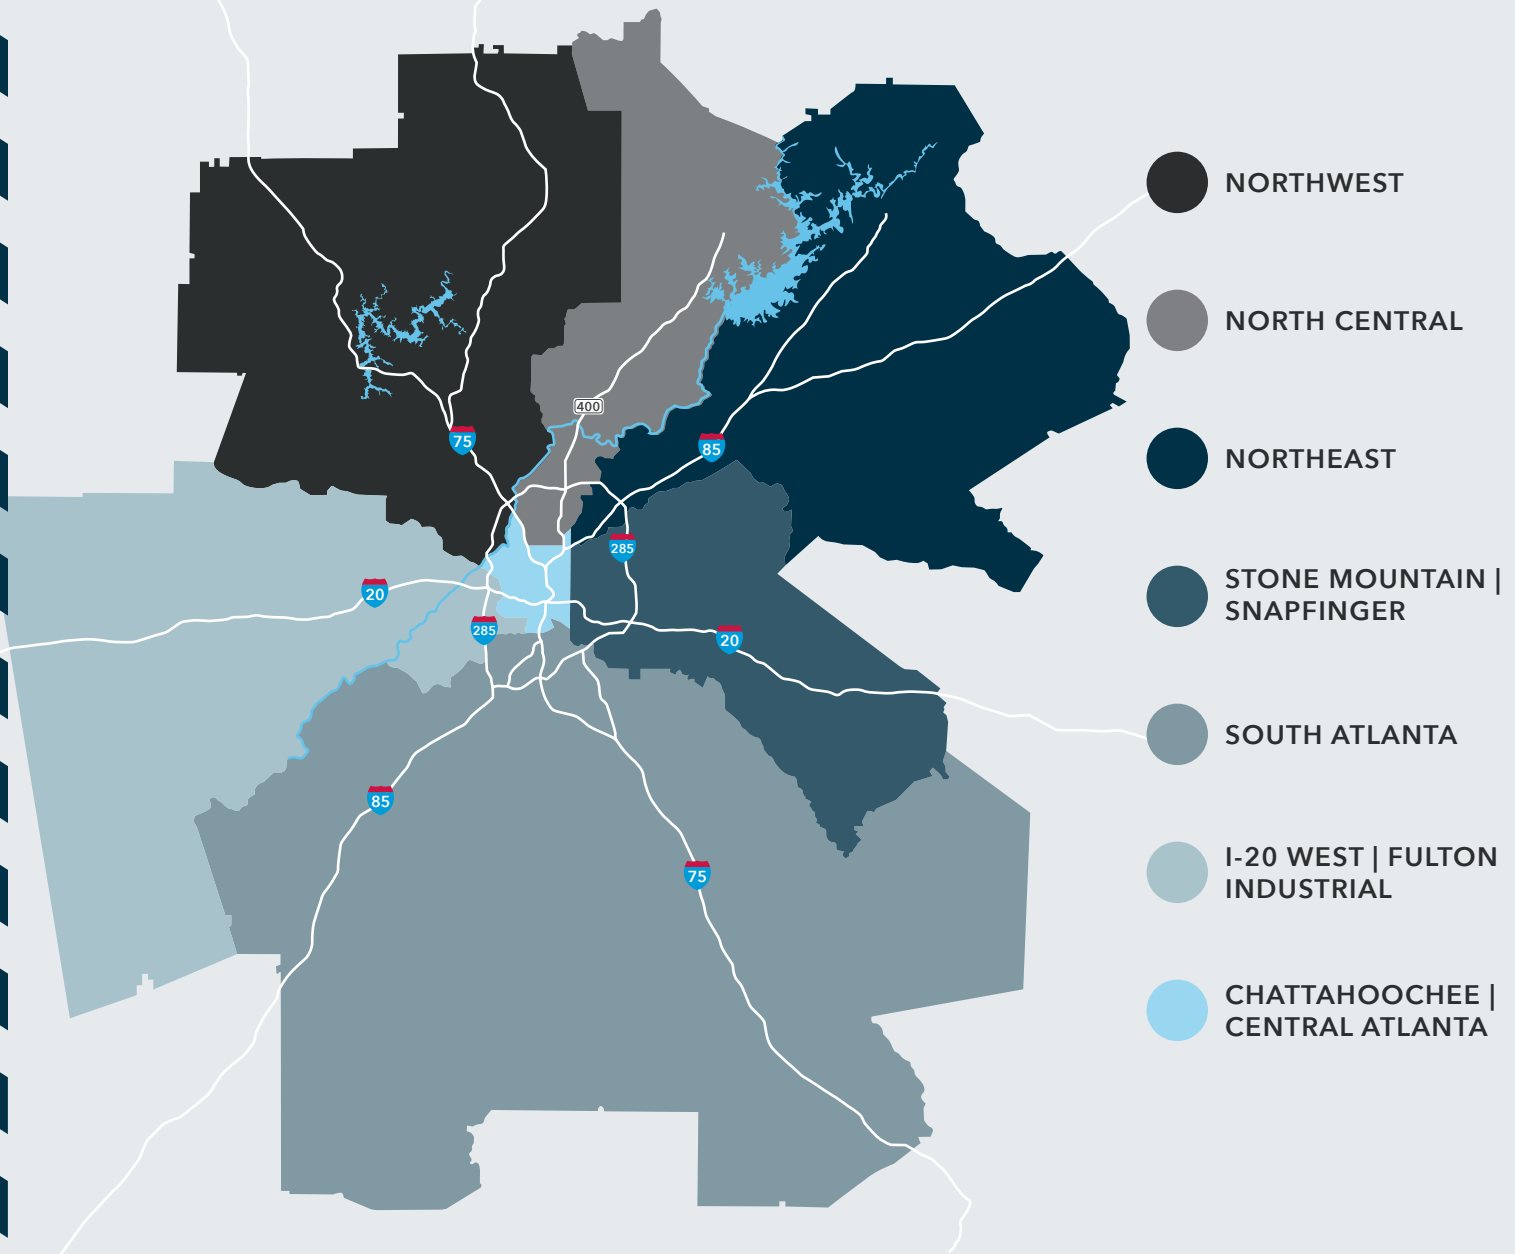 NORTHWEST
NORTH CENTRAL
400
75
85
NORTHEAST
285
20
STONE MOUNTAIN |
SNAPFINGER
285
20
SOUTH ATLANTA
85
75
I-20 WEST | FULTON
INDUSTRIAL
CHATTAHOOCHEE |
CENTRAL ATLANTA